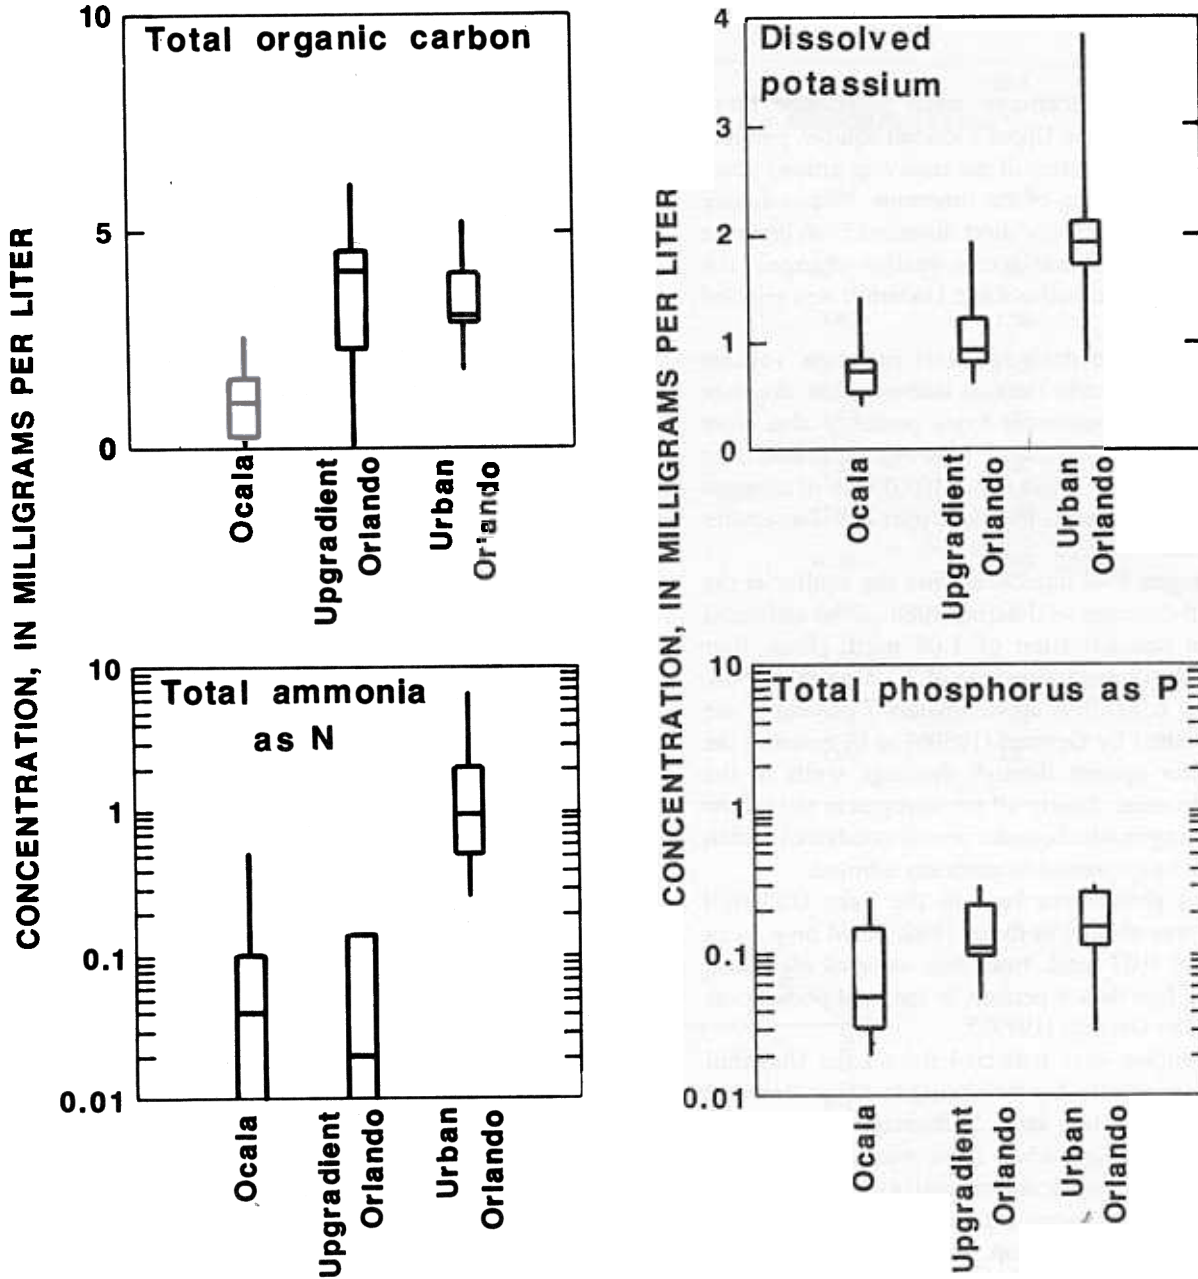 CONCENTRATION, IN MILLIGRAMS PER LITER
Total organic carbon
10
5
0
Ocala
Upgradient
Orlando
Urban
Orlando
CONCENTRATION, IN MILLIGRAMS PER LITER
Dissolved
potassium
4
3
2
1
0
Ocala
Upgradient
Orlando
Urban
Orlando
Total ammonia
as N
10
1
0.1
0.01
Ocala
Upgradient
Orlando
Urban
Orlando
Total phosphorus as P
10
1
0.1
0.01
Ocala
Upgradient
Orlando
Urban
Orlando